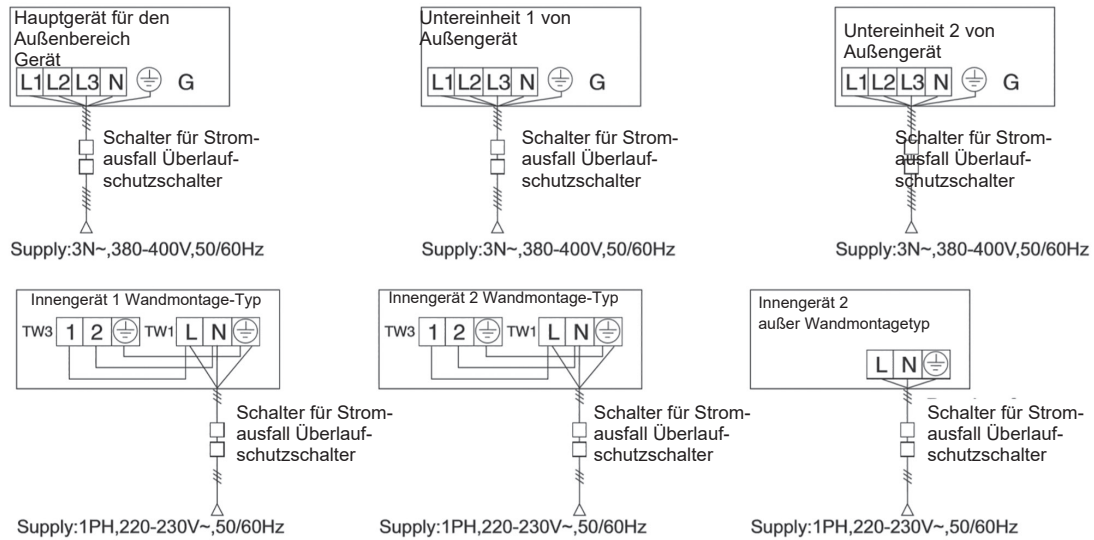 Hauptgerät für den
Außenbereich
Gerät
L1 L2 L3 N G
Schalter für Strom-
ausfall Überlauf-
schutzschalter
Supply:3N~,380-400V,50/60Hz
Untereinheit 1 von
Außengerät
L1 L2 L3 N G
Schalter für Strom-
ausfall Überlauf-
schutzschalter
Supply:3N~,380-400V,50/60Hz
Untereinheit 2 von
Außengerät
L1 L2 L3 N G
Schalter für Strom-
ausfall Überlauf-
schutzschalter
Supply:3N~,380-400V,50/60Hz
Innengerät 1 Wandmontage-Typ
TW3 1 2 TW1 L N
Schalter für Strom-
ausfall Überlauf-
schutzschalter
Supply:1PH,220-230V~,50/60Hz
Innengerät 2 Wandmontage-Typ
TW3 1 2 TW1 L N
Schalter für Strom-
ausfall Überlauf-
schutzschalter
Supply:1PH,220-230V~,50/60Hz
Innengerät 2
außer Wandmontagetyp
L N
Schalter für Strom-
ausfall Überlauf-
schutzschalter
Supply:1PH,220-230V~,50/60Hz